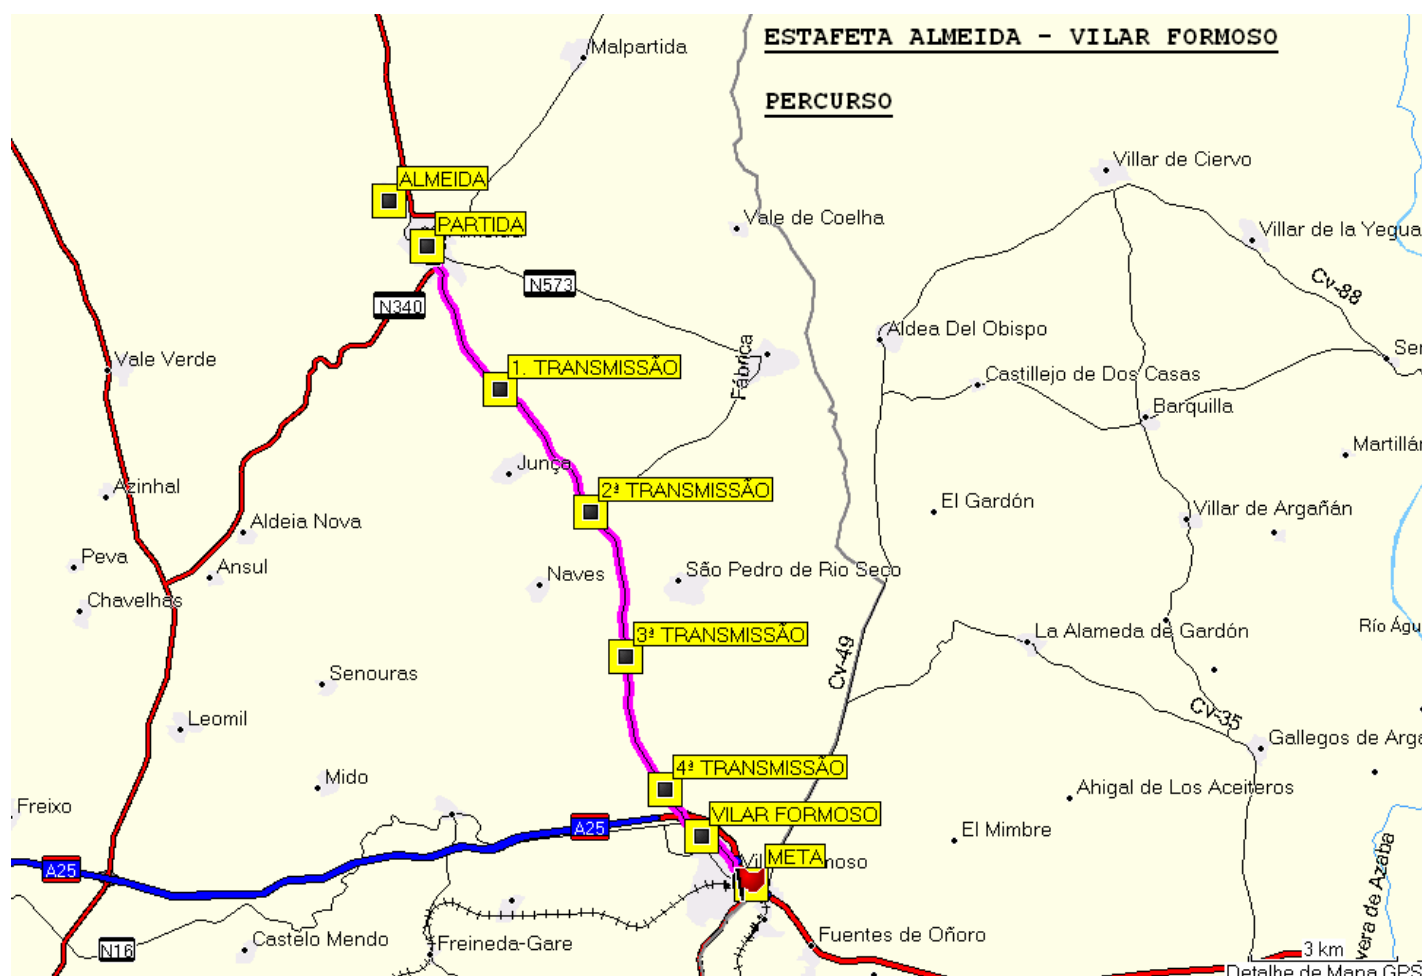 ESTAFETA ALMEIDA - VILAR FORMOSO
PERCURSO
Malpartida
Villar de Ciervo
ALMEIDA
PARTIDA
Vale de Coelha
Villar de la Yegua
N573
Cv-88
N340
Aldea Del Obispo
Vale Verde
1. TRANSMISSÃO
Fábrica
Castillejo de Dos Casas
Barquilla
Junça
Azinhal
2ª TRANSMISSÃO
El Gardón
Villar de Argañán
Aldeia Nova
Peva
Ansul
Naves
São Pedro de Rio Seco
Chavelhas
3ª TRANSMISSÃO
La Alameda de Gardón
Río Águ
Cv-49
Senouras
Leomil
Cv-35
Gallegos de Arga
4ª TRANSMISSÃO
Mido
Ahigal de Los Aceiteros
Freixo
VILAR FORMOSO
A25
El Mimbre
META
A25
vera de Azaba
Castelo Mendo
Freineda-Gare
Fuentes de Oñoro
N16
3 km
Detalhe de Mapa GPS